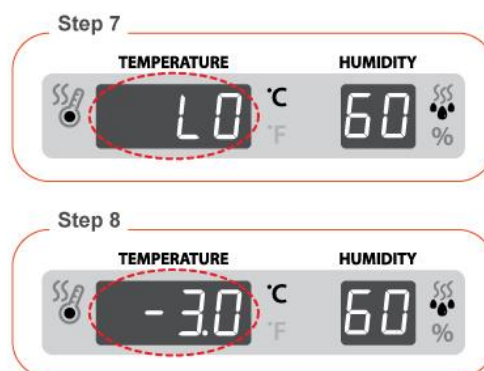 Step 7
TEMPERATURE HUMIDITY
LO °C °F 60 %
Step 8
TEMPERATURE HUMIDITY
-3.0 °C °F 60 %